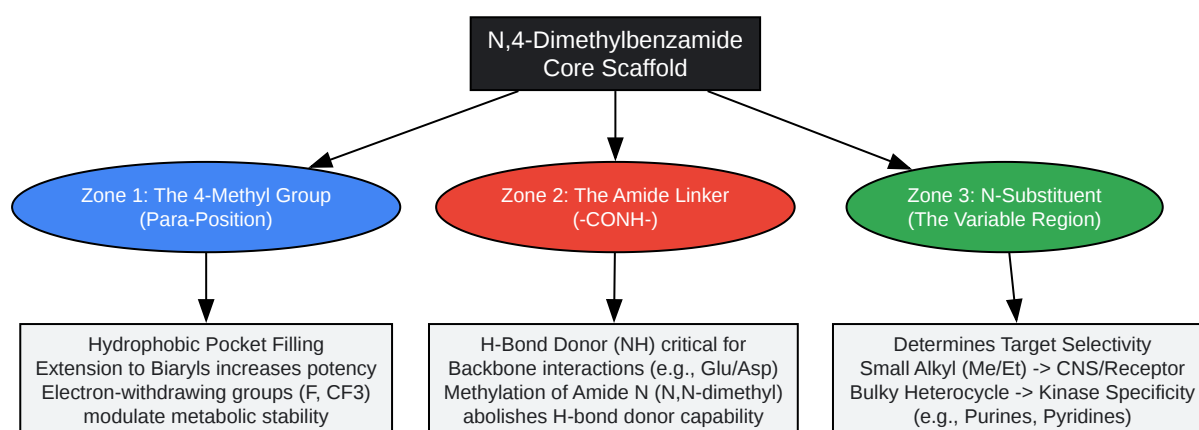 N,4-Dimethylbenzamide
Core Scaffold
Zone 1: The 4-Methyl Group
(Para-Position)
Zone 2: The Amide Linker
(-CONH-)
Zone 3: N-Substituent
(The Variable Region)
Hydrophobic Pocket Filling
Extension to Biaryls increases potency
Electron-withdrawing groups (F, CF3)
modulate metabolic stability
H-Bond Donor (NH) critical for
Backbone interactions (e.g., Glu/Asp)
Methylation of Amide N (N,N-dimethyl)
abolishes H-bond donor capability
Determines Target Selectivity
Small Alkyl (Me/Et) -> CNS/Receptor
Bulky Heterocycle -> Kinase Specificity
(e.g., Purines, Pyridines)